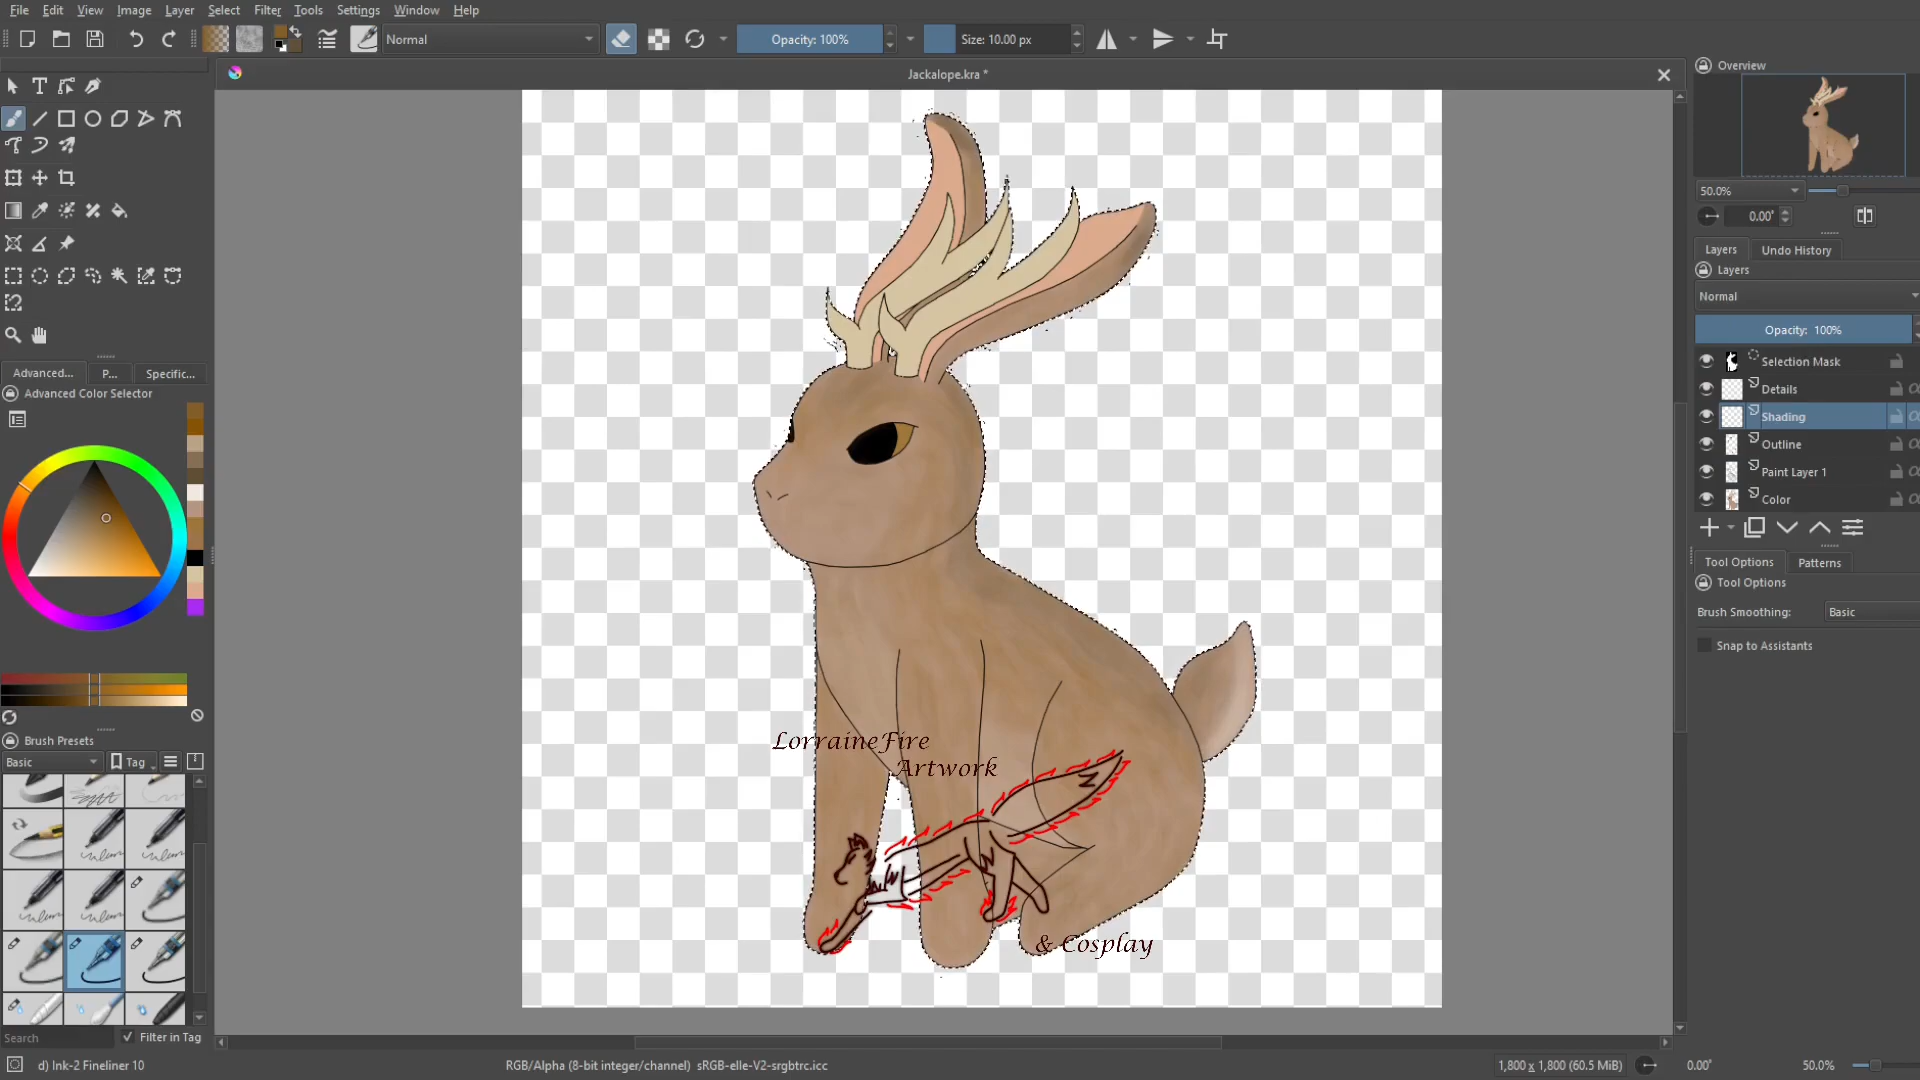 File Edit View Image Layer Select Filter Tools Settings Window Help
Normal
Opacity: 100%
Size: 10.00 px
Jackalope.kra *
Overview
50.0%
0.00°
Layers Undo History
Layers
Normal
Opacity: 100%
Selection Mask
Details
Shading
Outline
Paint Layer 1
Color
Tool Options Patterns
Tool Options
Brush Smoothing: Basic
Snap to Assistants
Advanced... P... Specific...
Advanced Color Selector
Brush Presets
Basic Tag
Search Filter in Tag
LorraineFire
Artwork
& Cosplay
d) Ink-2 Fineliner 10
RGB/Alpha (8-bit integer/channel) sRGB-elle-V2-srgbtrc.icc
1,800 x 1,800 (60.5 MiB)
0.00°
50.0%